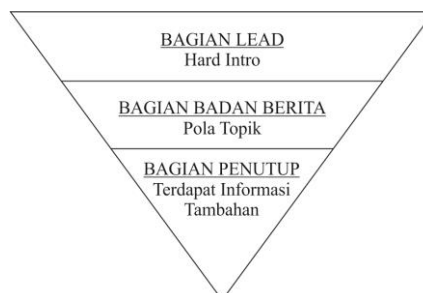 BAGIAN LEAD
Hard Intro
BAGIAN BADAN BERITA
Pola Topik
BAGIAN PENUTUP
Terdapat Informasi
Tambahan